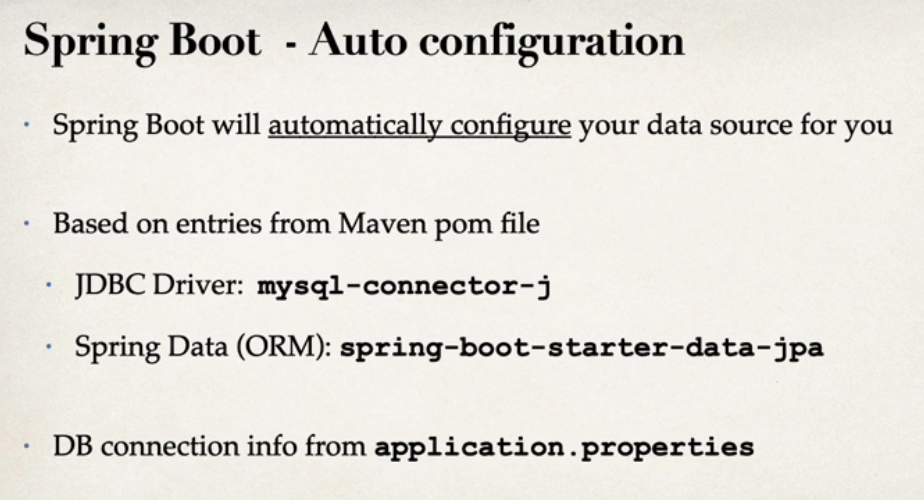 Spring Boot - Auto configuration
• Spring Boot will automatically configure your data source for you
• Based on entries from Maven pom file
• JDBC Driver: mysql-connector-j
• Spring Data (ORM): spring-boot-starter-data-jpa
• DB connection info from application.properties